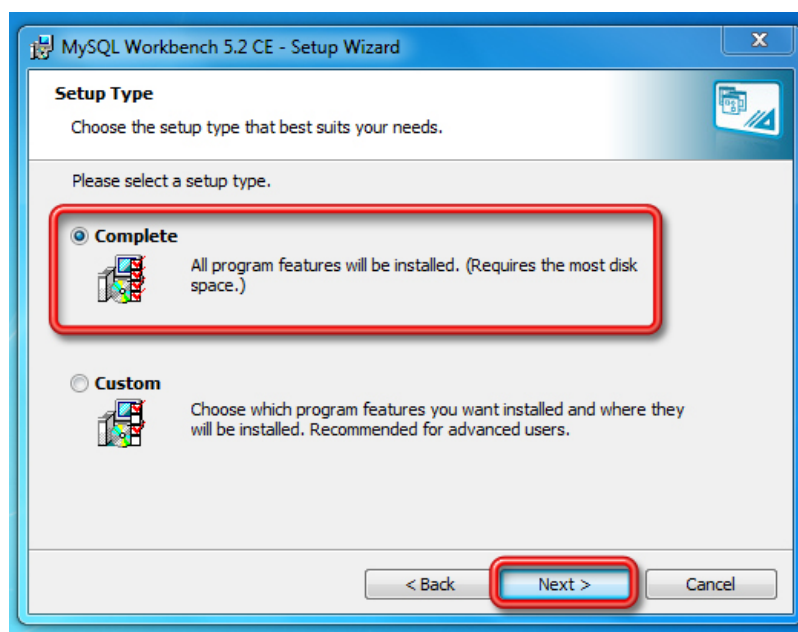 MySQL Workbench 5.2 CE - Setup Wizard
Setup Type
Choose the setup type that best suits your needs.
Please select a setup type.
Complete
All program features will be installed. (Requires the most disk
space.)
Custom
Choose which program features you want installed and where they
will be installed. Recommended for advanced users.
< Back Next > Cancel